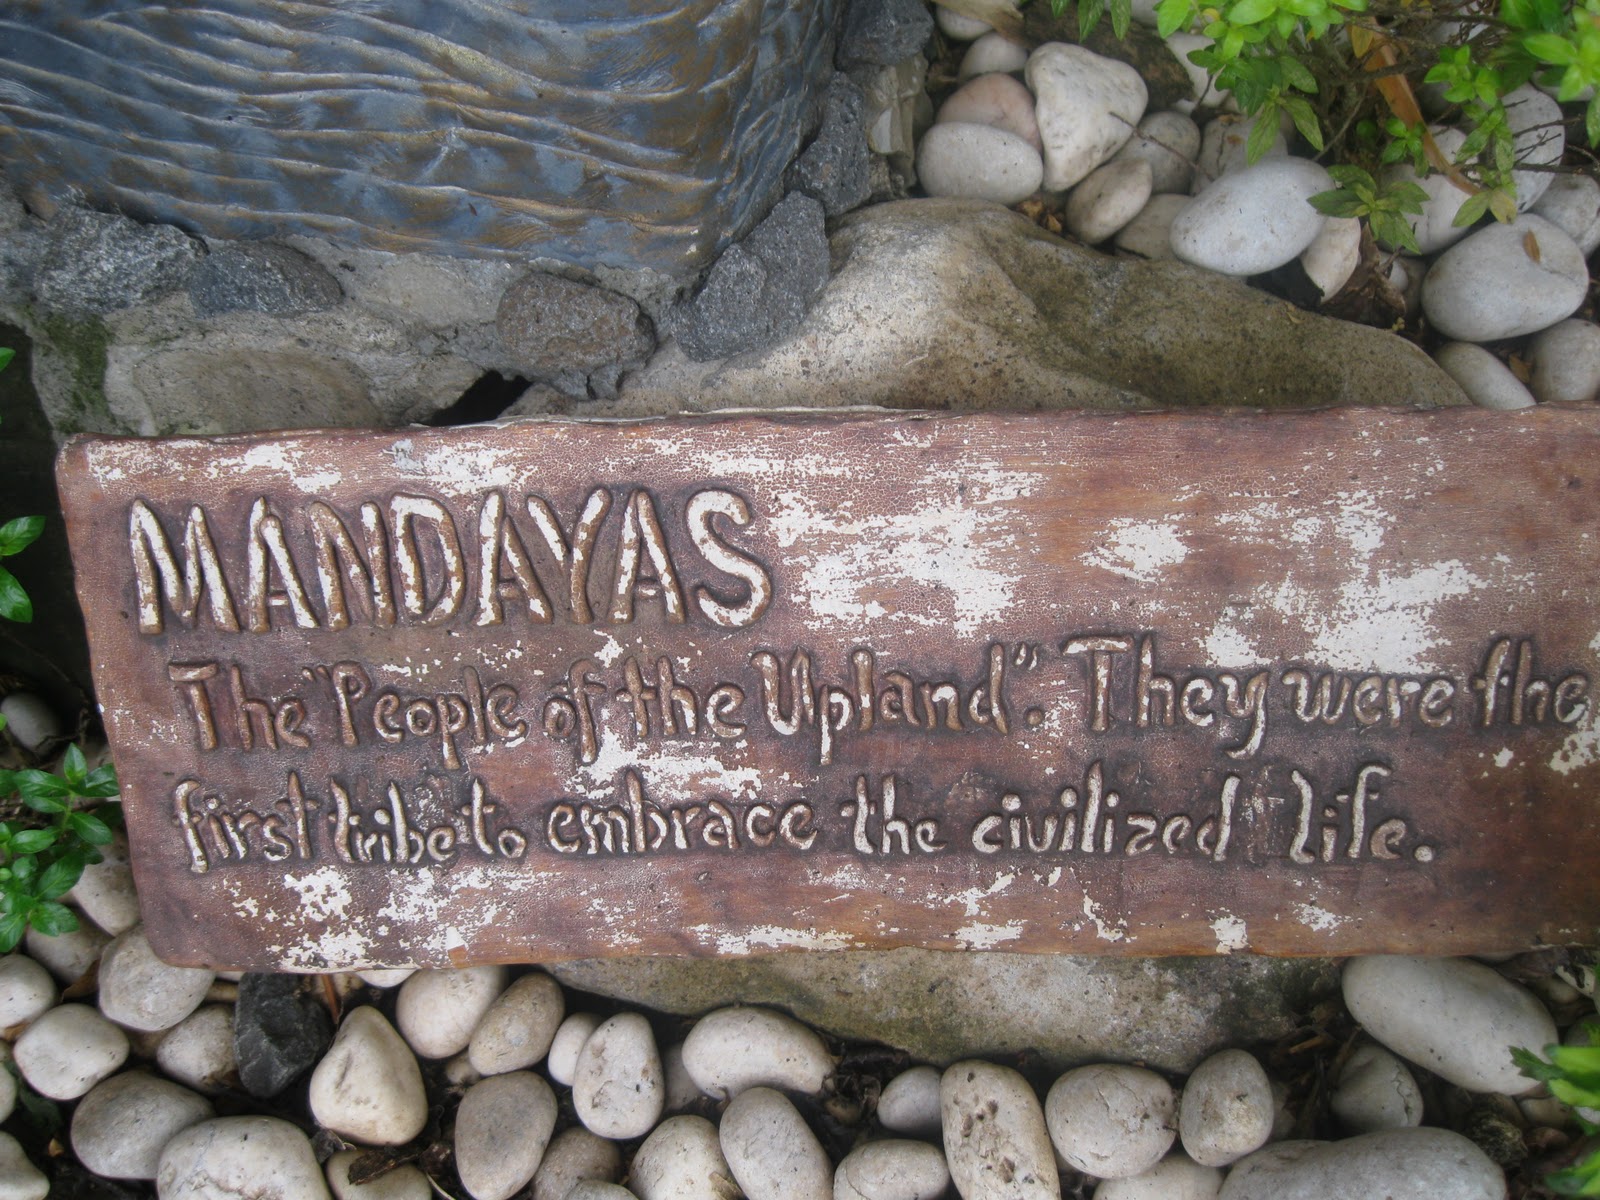 MANDAYAS
The "People of the Upland". They were the
first tribe to embrace the civilized life.